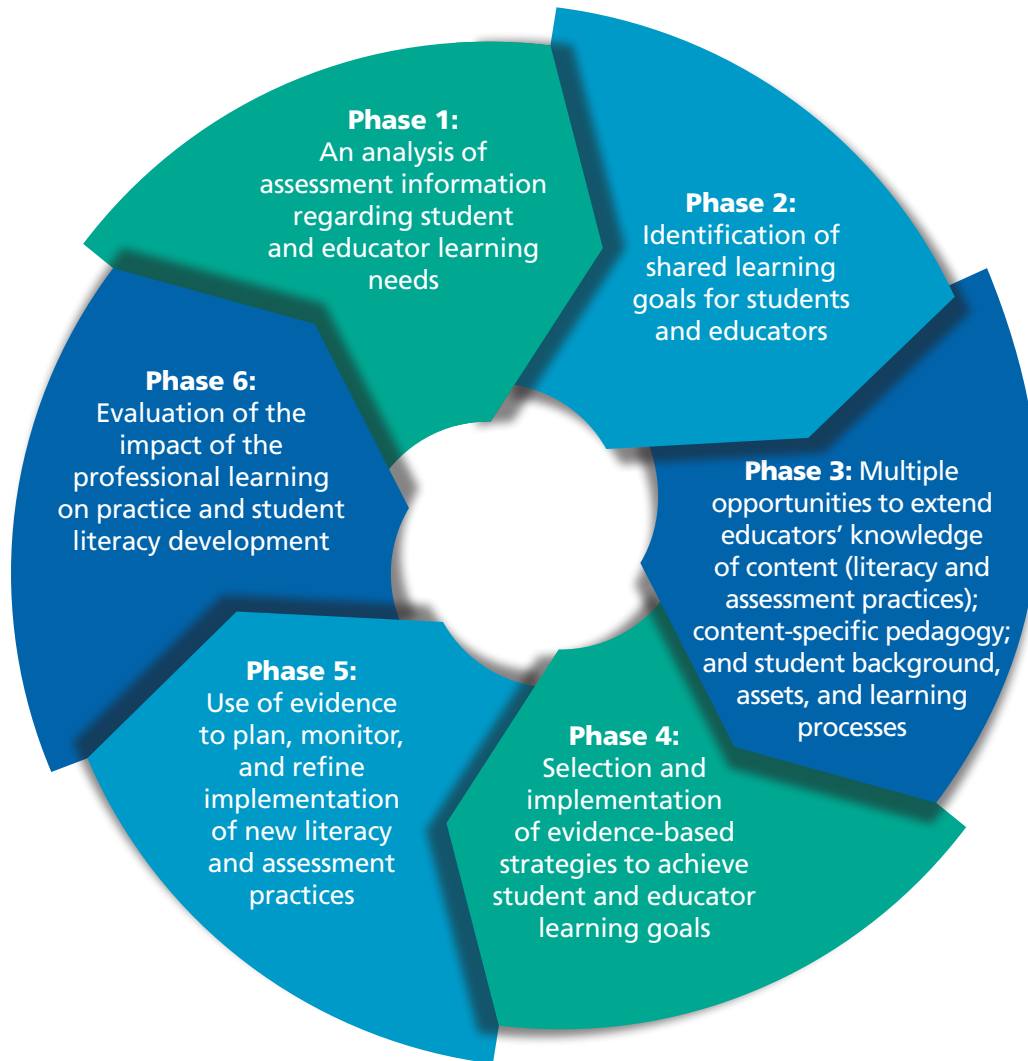 Phase 1:
An analysis of
assessment information
regarding student
and educator learning
needs
Phase 2:
Identification of
shared learning
goals for students
and educators
Phase 3: Multiple
opportunities to extend
educators’ knowledge
of content (literacy and
assessment practices);
content-specific pedagogy;
and student background,
assets, and learning
processes
Phase 4:
Selection and
implementation
of evidence-based
strategies to achieve
student and educator
learning goals
Phase 5:
Use of evidence
to plan, monitor,
and refine
implementation
of new literacy
and assessment
practices
Phase 6:
Evaluation of the
impact of the
professional learning
on practice and student
literacy development